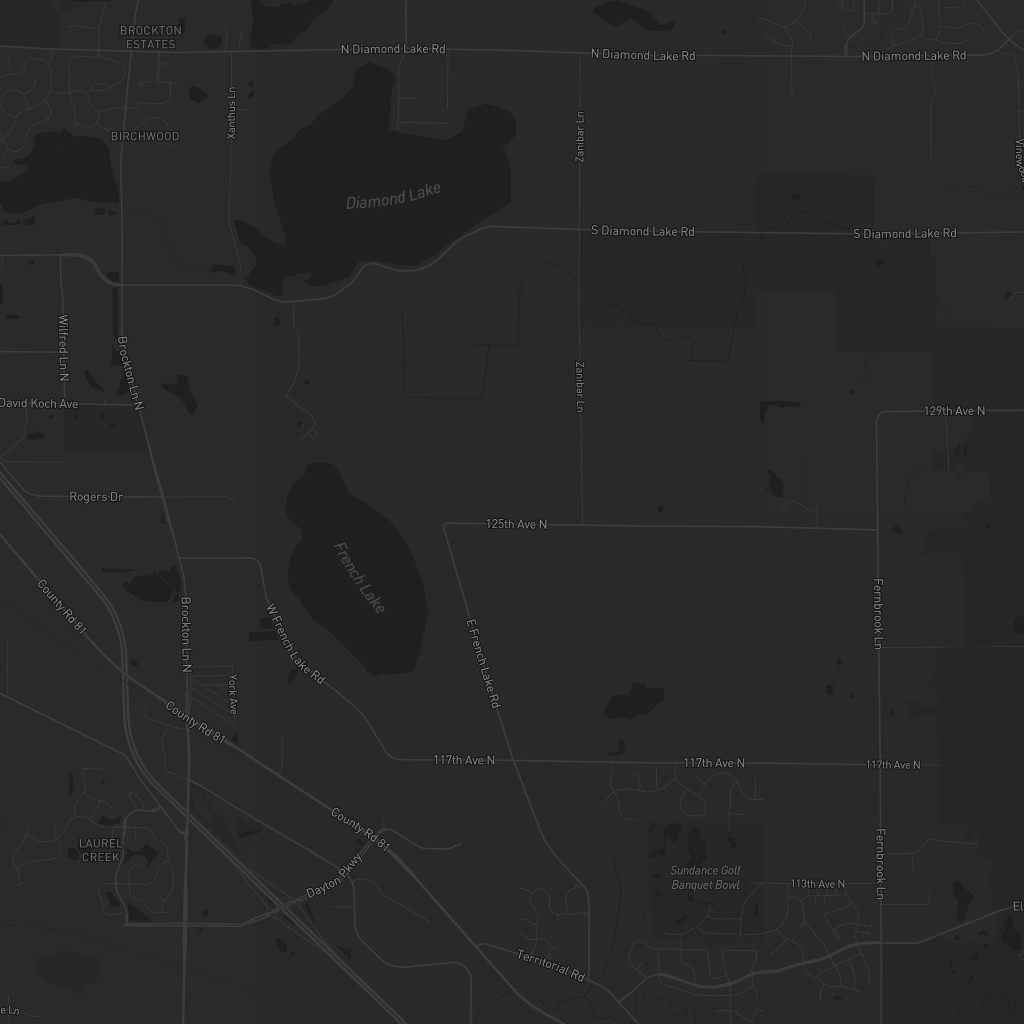 BROCKTON
ESTATES
N Diamond Lake Rd
N Diamond Lake Rd
N Diamond Lake Rd
Xanthus Ln
Zanibar Ln
BIRCHWOOD
Diamond Lake
S Diamond Lake Rd
S Diamond Lake Rd
Wilfred Ln N
Brockton Ln N
Zanibar Ln
David Koch Ave
129th Ave N
Rogers Dr
125th Ave N
French Lake
County Rd 81
Brockton Ln N
W French Lake Rd
E French Lake Rd
Fernbrook Ln
York Ave
County Rd 81
117th Ave N
117th Ave N
117th Ave N
County Rd 81
LAUREL
CREEK
Dayton Pkwy
Sundance Golf
Banquet Bowl
113th Ave N
Fernbrook Ln
El
Territorial Rd
e Ln